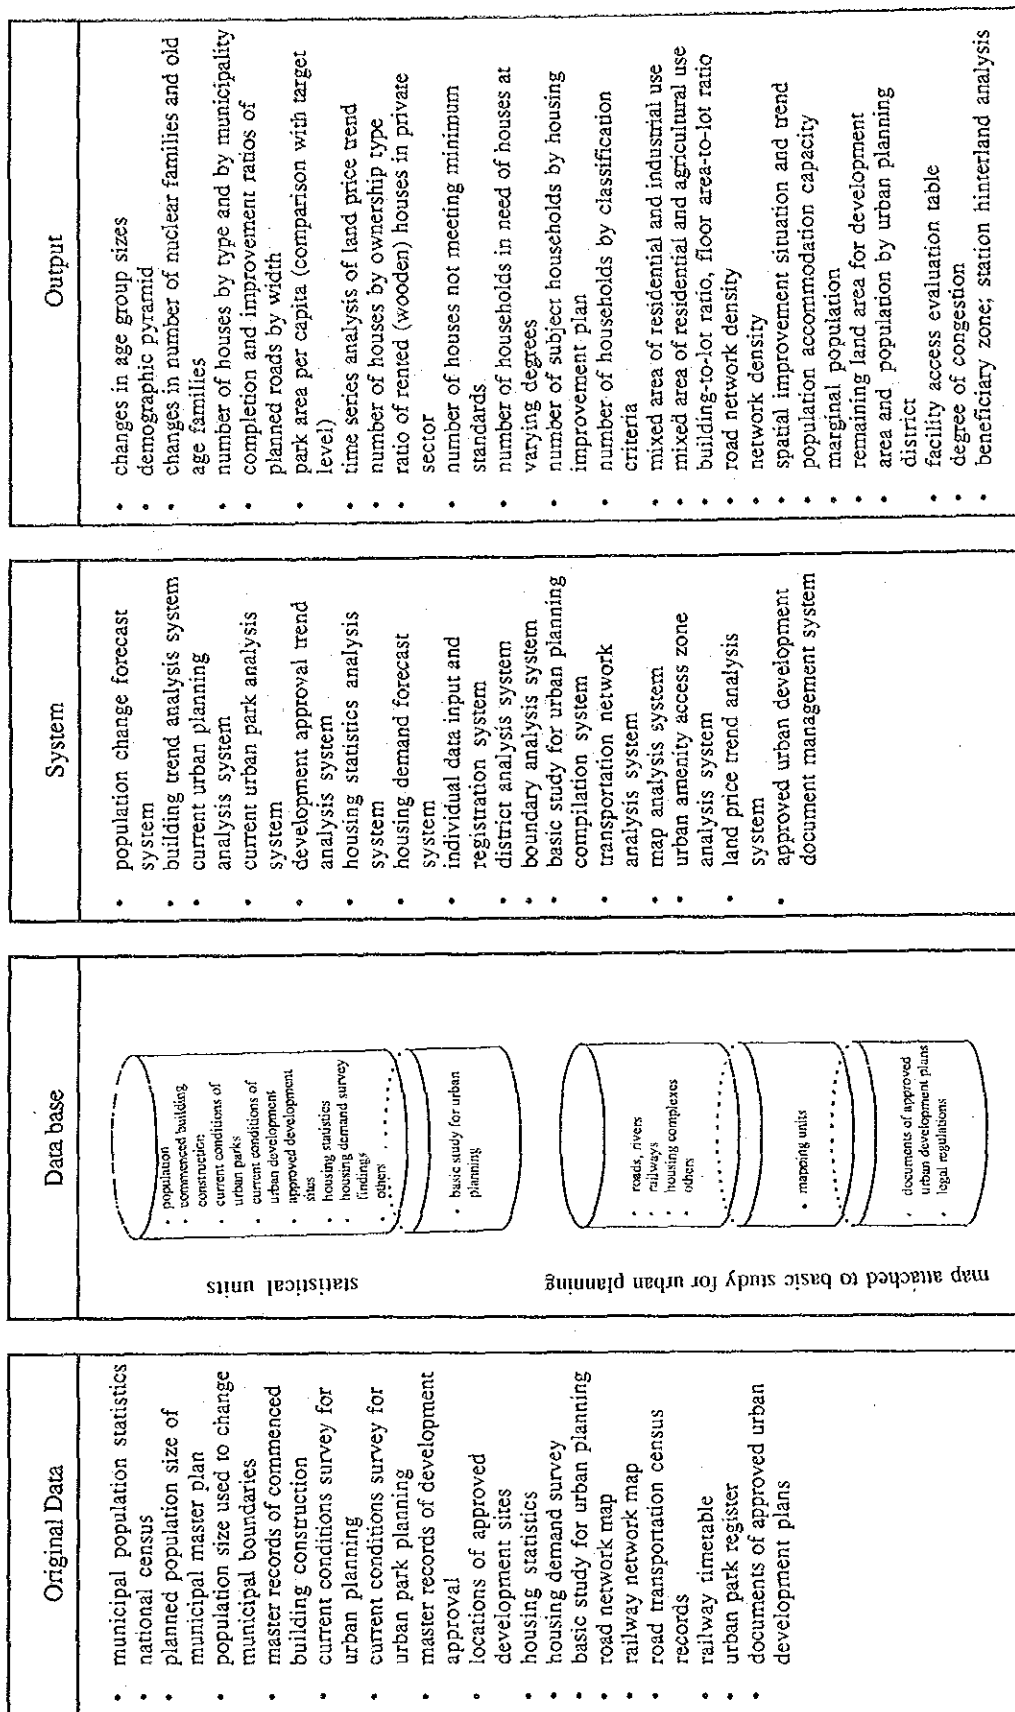 Original Data
• municipal population statistics
• national census
• planned population size of
municipal master plan
• population size used to change
municipal boundaries
• master records of commenced
building construction
• current conditions survey for
urban planning
• current conditions survey for
urban park planning
• master records of development
approval
• locations of approved
development sites
• housing statistics
• housing demand survey
• basic study for urban planning
• road network map
• railway network map
• road transportation census
records
• railway timetable
• urban park register
• documents of approved urban
development plans
Data base
statistical units
• population
• commenced building
construction
• current conditions of
urban parks
• current conditions of
urban development
• approved development
sites
• housing statistics
• housing demand survey
findings
• others
• basic study for urban
planning
map attached to basic study for urban planning
• roads, rivers
• railways
• housing complexes
• others
• mapping units
• documents of approved
urban development plans
• legal regulations
System
• population change forecast
system
• building trend analysis system
• current urban planning
analysis system
• current urban park analysis
system
• development approval trend
analysis system
• housing statistics analysis
system
• housing demand forecast
system
• individual data input and
registration system
• district analysis system
• boundary analysis system
• basic study for urban planning
compilation system
• transportation network
analysis system
• map analysis system
• urban amenity access zone
analysis system
• land price trend analysis
system
• approved urban development
document management system
Output
• changes in age group sizes
• demographic pyramid
• changes in number of nuclear families and old
age families
• number of houses by type and by municipality
• completion and improvement ratios of
planned roads by width
• park area per capita (comparison with target
level)
• time series analysis of land price trend
• number of houses by ownership type
• ratio of rented (wooden) houses in private
sector
• number of houses not meeting minimum
standards
• number of households in need of houses at
varying degrees
• number of subject households by housing
improvement plan
• number of households by classification
criteria
• mixed area of residential and industrial use
• mixed area of residential and agricultural use
• building-to-lot ratio, floor area-to-lot ratio
• road network density
• network density
• spatial improvement situation and trend
• population accommodation capacity
• marginal population
• remaining land area for development
• area and population by urban planning
district
• facility access evaluation table
• degree of congestion
• beneficiary zone; station hinterland analysis